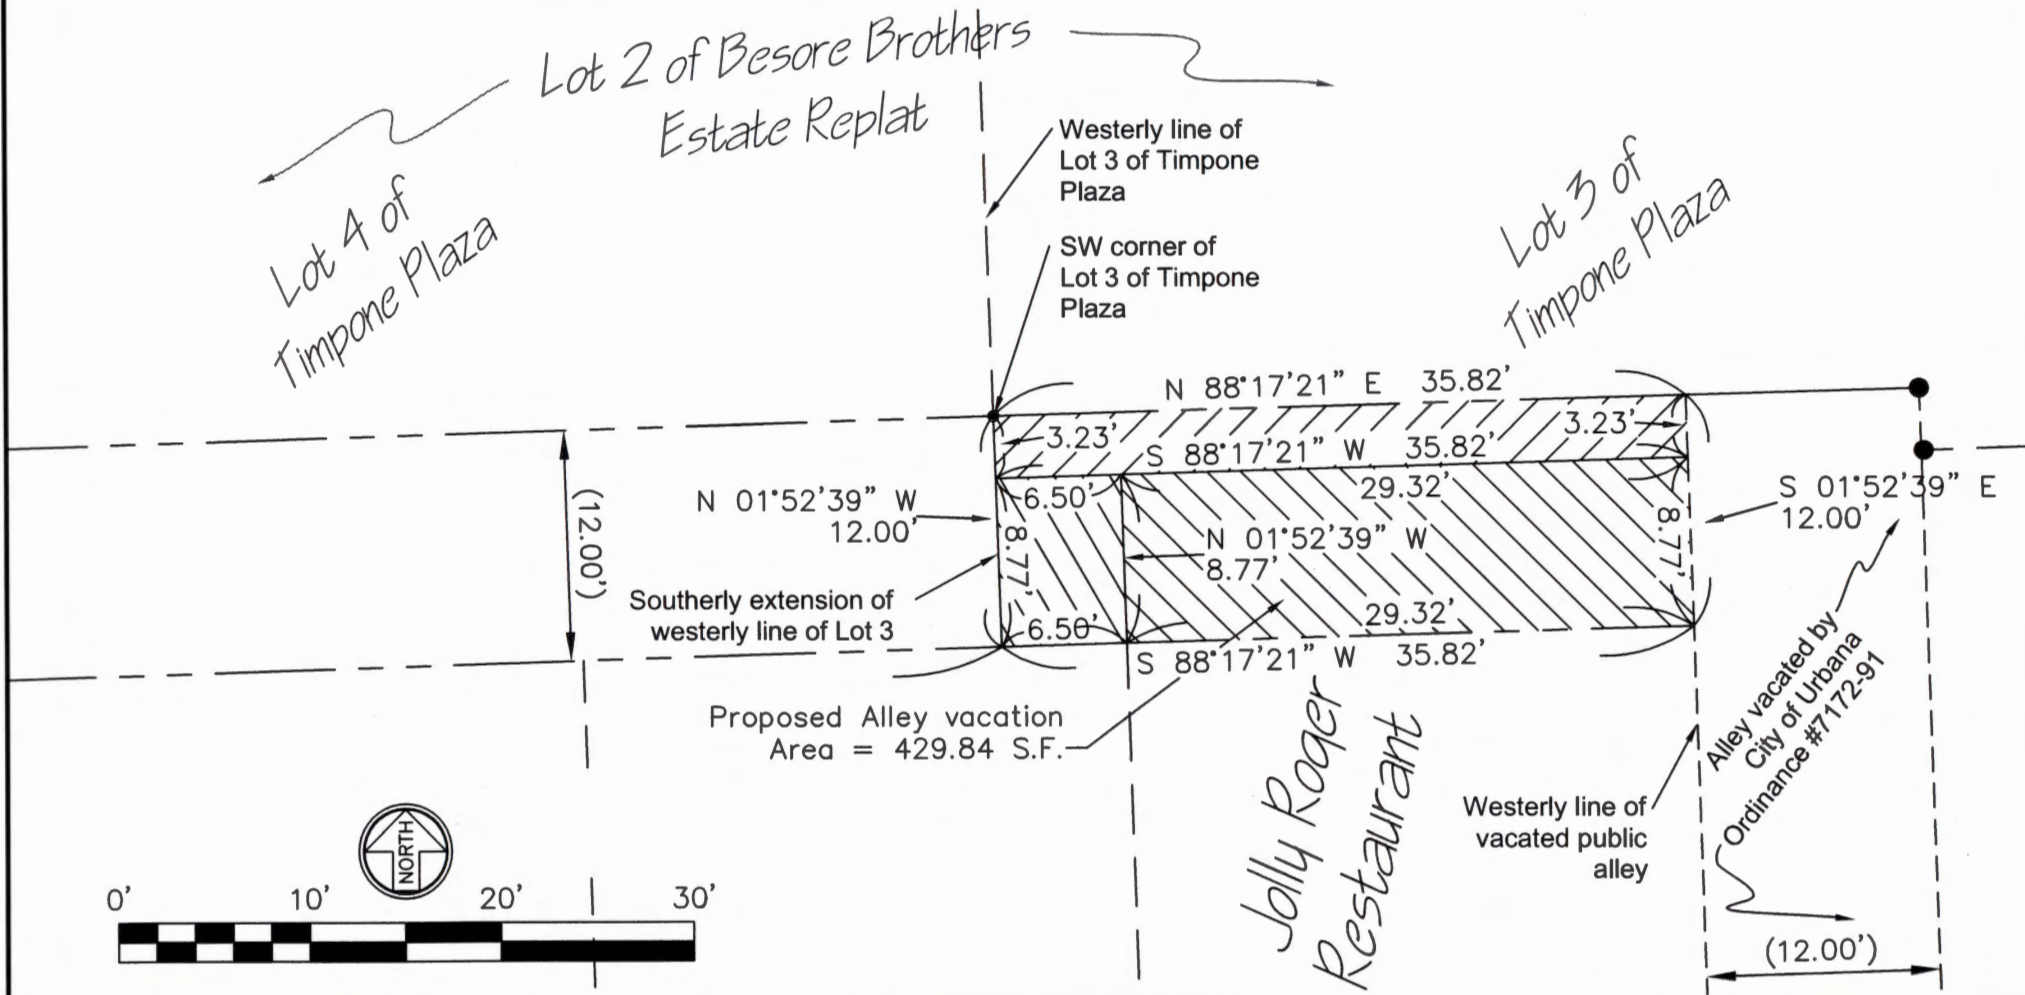 Lot 2 of Besore Brothers
Estate Replat
Westerly line of
Lot 3 of Timpone
Plaza
SW corner of
Lot 3 of Timpone
Plaza
Lot 4 of
Timpone Plaza
Lot 3 of
Timpone Plaza
N 88°17'21" E 35.82'
3.23'
3.23'
S 88°17'21" W 35.82'
(12.00')
N 01°52'39" W
12.00'
6.50'
29.32'
S 01°52'39" E
12.00'
8.77'
N 01°52'39" W
8.77'
8.77'
Southerly extension of
westerly line of Lot 3
6.50'
29.32'
S 88°17'21" W 35.82'
Proposed Alley vacation
Area = 429.84 S.F.
Jolly Roger
Restaurant
Alley vacated by
City of Urbana
Ordinance #7172-91
Westerly line of
vacated public
alley
(12.00')
NORTH
0' 10' 20' 30'